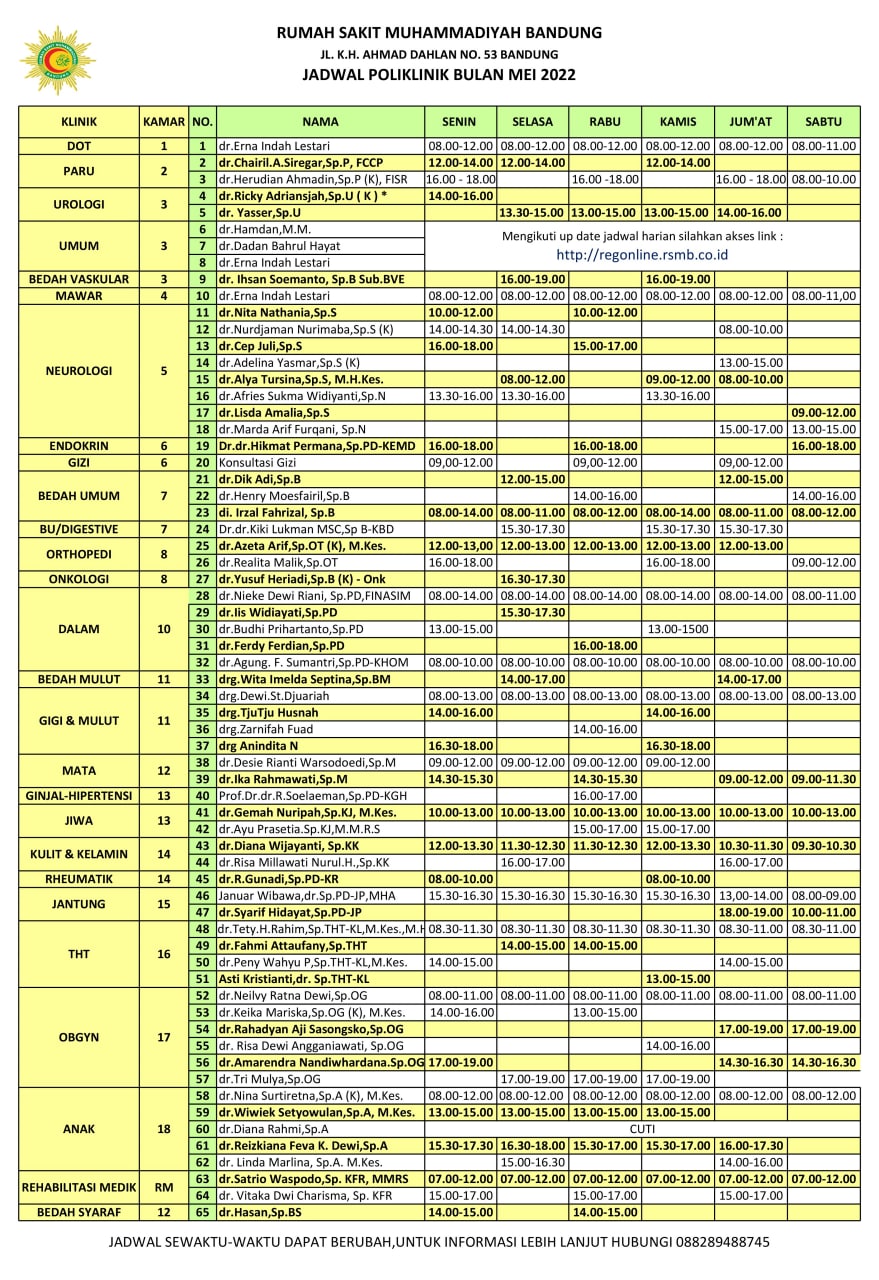 RUMAH SAKIT MUHAMMADIYAH BANDUNG
JL. K.H. AHMAD DAHLAN NO. 53 BANDUNG
JADWAL POLIKLINIK BULAN MEI 2022
KLINIK KAMAR NO. NAMA SENIN SELASA RABU KAMIS JUM'AT SABTU
DOT 1 1 dr.Erna Indah Lestari 08.00-12.00 08.00-12.00 08.00-12.00 08.00-12.00 08.00-12.00 08.00-11.00
PARU 2 2 dr.Chairil.A.Siregar,Sp.P, FCCP 12.00-14.00 12.00-14.00 12.00-14.00
3 dr.Herudian Ahmadin,Sp.P (K), FISR 16.00 - 18.00 16.00 -18.00 16.00 - 18.00 08.00-10.00
UROLOGI 3 4 dr.Ricky Adriansjah,Sp.U ( K ) * 14.00-16.00
5 dr. Yasser,Sp.U 13.30-15.00 13.00-15.00 13.00-15.00 14.00-16.00
UMUM 3 6 dr.Hamdan,M.M.
7 dr.Dadan Bahrul Hayat
8 dr.Erna Indah Lestari
Mengikuti up date jadwal harian silahkan akses link :
http://regonline.rsmb.co.id
BEDAH VASKULAR 3 9 dr. Ihsan Soemanto, Sp.B Sub.BVE 16.00-19.00 16.00-19.00
MAWAR 4 10 dr.Erna Indah Lestari 08.00-12.00 08.00-12.00 08.00-12.00 08.00-12.00 08.00-12.00 08.00-11,00
NEUROLOGI 5 11 dr.Nita Nathania,Sp.S 10.00-12.00 10.00-12.00
12 dr.Nurdjaman Nurimaba,Sp.S (K) 14.00-14.30 14.00-14.30 08.00-10.00
13 dr.Cep Juli,Sp.S 16.00-18.00 15.00-17.00
14 dr.Adelina Yasmar,Sp.S (K) 13.00-15.00
15 dr.Alya Tursina,Sp.S, M.H.Kes. 08.00-12.00 09.00-12.00 08.00-10.00
16 dr.Afries Sukma Widiyanti,Sp.N 13.30-16.00 13.30-16.00 13.30-16.00
17 dr.Lisda Amalia,Sp.S 09.00-12.00
18 dr.Marda Arif Furqani, Sp.N 15.00-17.00 13.00-15.00
ENDOKRIN 6 19 Dr.dr.Hikmat Permana,Sp.PD-KEMD 16.00-18.00 16.00-18.00 16.00-18.00
GIZI 6 20 Konsultasi Gizi 09,00-12.00 09,00-12.00 09,00-12.00
BEDAH UMUM 7 21 dr.Dik Adi,Sp.B 12.00-15.00 12.00-15.00
22 dr.Henry Moesfairil,Sp.B 14.00-16.00 14.00-16.00
23 di. Irzal Fahrizal, Sp.B 08.00-14.00 08.00-11.00 08.00-12.00 08.00-14.00 08.00-11.00 08.00-12.00
BU/DIGESTIVE 7 24 Dr.dr.Kiki Lukman MSC,Sp B-KBD 15.30-17.30 15.30-17.30 15.30-17.30
ORTHOPEDI 8 25 dr.Azeta Arif,Sp.OT (K), M.Kes. 12.00-13,00 12.00-13.00 12.00-13.00 12.00-13.00 12.00-13.00
26 dr.Realita Malik,Sp.OT 16.00-18.00 16.00-18.00 09.00-12.00
ONKOLOGI 8 27 dr.Yusuf Heriadi,Sp.B (K) - Onk 16.30-17.30
DALAM 10 28 dr.Nieke Dewi Riani, Sp.PD,FINASIM 08.00-14.00 08.00-14.00 08.00-14.00 08.00-14.00 08.00-14.00 08.00-11.00
29 dr.Iis Widiayati,Sp.PD 15.30-17.30
30 dr.Budhi Prihartanto,Sp.PD 13.00-15.00 13.00-1500
31 dr.Ferdy Ferdian,Sp.PD 16.00-18.00
32 dr.Agung. F. Sumantri,Sp.PD-KHOM 08.00-10.00 08.00-10.00 08.00-10.00 08.00-10.00 08.00-10.00 08.00-10.00
BEDAH MULUT 11 33 drg.Wita Imelda Septina,Sp.BM 14.00-17.00 14.00-17.00
GIGI & MULUT 11 34 drg.Dewi.St.Djuariah 08.00-13.00 08.00-13.00 08.00-13.00 08.00-13.00 08.00-13.00 08.00-13.00
35 drg.TjuTju Husnah 14.00-16.00 14.00-16.00
36 drg.Zarnifah Fuad 14.00-16.00
37 drg Anindita N 16.30-18.00 16.30-18.00
MATA 12 38 dr.Desie Rianti Warsodoedi,Sp.M 09.00-12.00 09.00-12.00 09.00-12.00 09.00-12.00
39 dr.Ika Rahmawati,Sp.M 14.30-15.30 14.30-15.30 09.00-12.00 09.00-11.30
GINJAL-HIPERTENSI 13 40 Prof.Dr.dr.R.Soelaeman,Sp.PD-KGH 16.00-17.00
JIWA 13 41 dr.Gemah Nuripah,Sp.KJ, M.Kes. 10.00-13.00 10.00-13.00 10.00-13.00 10.00-13.00 10.00-13.00 10.00-13.00
42 dr.Ayu Prasetia.Sp.KJ,M.M.R.S 15.00-17.00 15.00-17.00
KULIT & KELAMIN 14 43 dr.Diana Wijayanti, Sp.KK 12.00-13.30 11.30-12.30 11.30-12.30 12.00-13.30 10.30-11.30 09.30-10.30
44 dr.Risa Millawati Nurul.H.,Sp.KK 16.00-17.00 16.00-17.00
RHEUMATIK 14 45 dr.R.Gunadi,Sp.PD-KR 08.00-10.00 08.00-10.00
JANTUNG 15 46 Januar Wibawa,dr.Sp.PD-JP,MHA 15.30-16.30 15.30-16.30 15.30-16.30 15.30-16.30 13,00-14.00 08.00-09.00
47 dr.Syarif Hidayat,Sp.PD-JP 18.00-19.00 10.00-11.00
THT 16 48 dr.Tety.H.Rahim,Sp.THT-KL,M.Kes.,M.H 08.30-11.30 08.30-11.30 08.30-11.30 08.30-11.30 08.30-11.00 08.30-11.00
49 dr.Fahmi Attaufany,Sp.THT 14.00-15.00 14.00-15.00
50 dr.Peny Wahyu P,Sp.THT-KL,M.Kes. 14.00-15.00 14.00-15.00
51 Asti Kristianti,dr. Sp.THT-KL 13.00-15.00
OBGYN 17 52 dr.Neilvy Ratna Dewi,Sp.OG 08.00-11.00 08.00-11.00 08.00-11.00 08.00-11.00 08.00-11.00 08.00-11.00
53 dr.Keika Mariska,Sp.OG (K), M.Kes. 14.00-16.00 13.00-15.00
54 dr.Rahadyan Aji Sasongsko,Sp.OG 17.00-19.00 17.00-19.00
55 dr. Risa Dewi Angganiawati, Sp.OG 14.00-16.00
56 dr.Amarendra Nandiwhardana.Sp.OG 17.00-19.00 14.30-16.30 14.30-16.30
57 dr.Tri Mulya,Sp.OG 17.00-19.00 17.00-19.00 17.00-19.00
ANAK 18 58 dr.Nina Surtiretna,Sp.A (K), M.Kes. 08.00-12.00 08.00-12.00 08.00-12.00 08.00-12.00 08.00-12.00 08.00-12.00
59 dr.Wiwiek Setyowulan,Sp.A, M.Kes. 13.00-15.00 13.00-15.00 13.00-15.00 13.00-15.00
60 dr.Diana Rahmi,Sp.A CUTI
61 dr.Reizkiana Feva K. Dewi,Sp.A 15.30-17.30 16.30-18.00 15.30-17.00 15.30-17.00 16.00-17.30
62 dr. Linda Marlina, Sp.A. M.Kes. 15.00-16.30 14.00-16.00
REHABILITASI MEDIK RM 63 dr.Satrio Waspodo,Sp. KFR, MMRS 07.00-12.00 07.00-12.00 07.00-12.00 07.00-12.00 07.00-12.00 07.00-12.00
64 dr. Vitaka Dwi Charisma, Sp. KFR 15.00-17.00 15.00-17.00 15.00-17.00
BEDAH SYARAF 12 65 dr.Hasan,Sp.BS 14.00-15.00 14.00-15.00
JADWAL SEWAKTU-WAKTU DAPAT BERUBAH,UNTUK INFORMASI LEBIH LANJUT HUBUNGI 088289488745